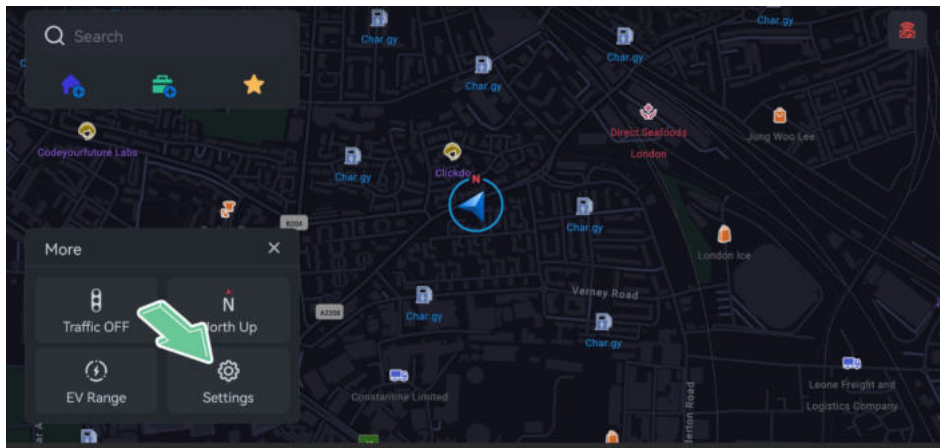 Search
Char.gy
Char.gy
Char.gy
Char.gy
Direct Seafoods
London
Jung Woo Lee
Codeyourfuture Labs
Char.gy
Clickdo
N
B204
Char.gy
London Ice
More
Traffic OFF
North Up
A2208
Char.gy
Verney Road
Char.gy
EV Range
Settings
Constantine Limited
Leone Freight and
Logistics Company